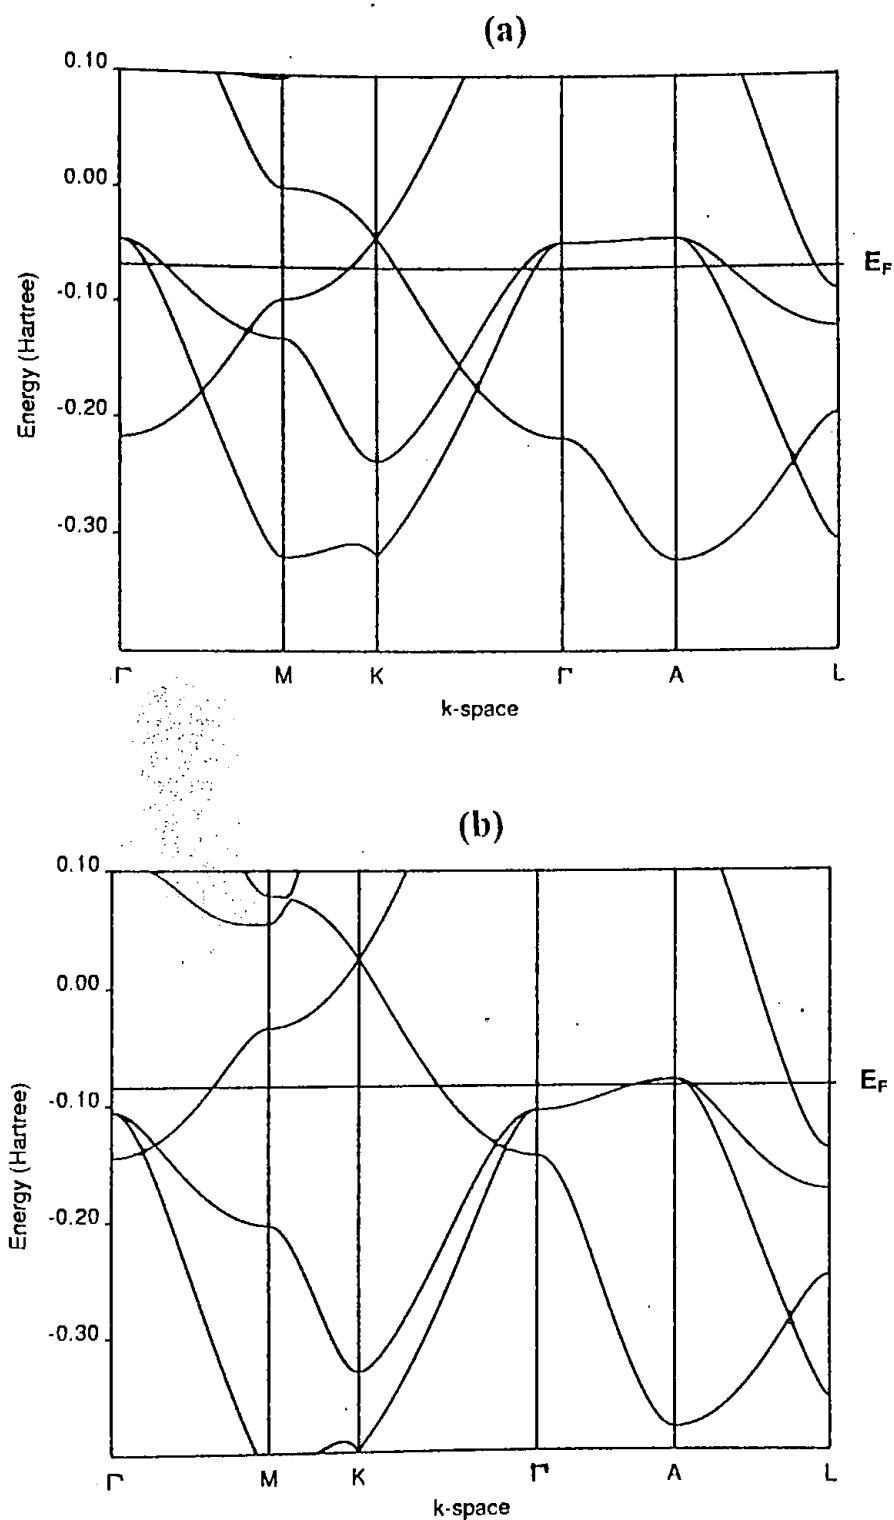 (a)
0.10
0.00
-0.10
-0.20
-0.30
Energy (Hartree)
E_F
Γ M K Γ A L
k-space
(b)
0.10
0.00
-0.10
-0.20
-0.30
Energy (Hartree)
E_F
Γ M K Γ A L
k-space